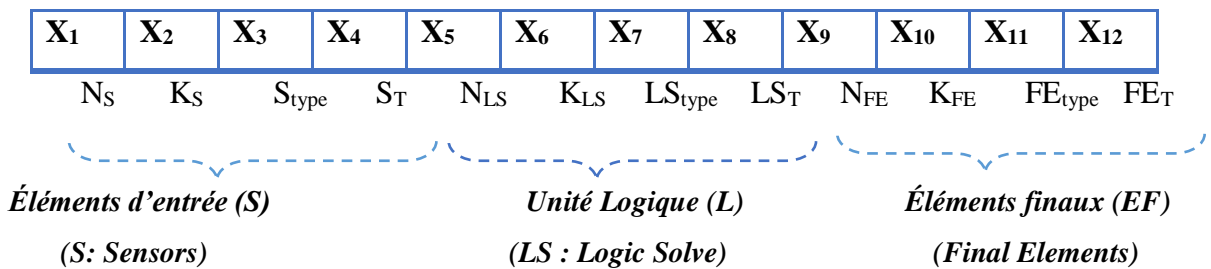 X1 X2 X3 X4 X5 X6 X7 X8 X9 X10 X11 X12
NS KS Stype ST NLS KLS LStype LST NFE KFE FEtype FET
Éléments d'entrée (S) Unité Logique (L) Éléments finaux (EF)
(S: Sensors) (LS : Logic Solve) (Final Elements)